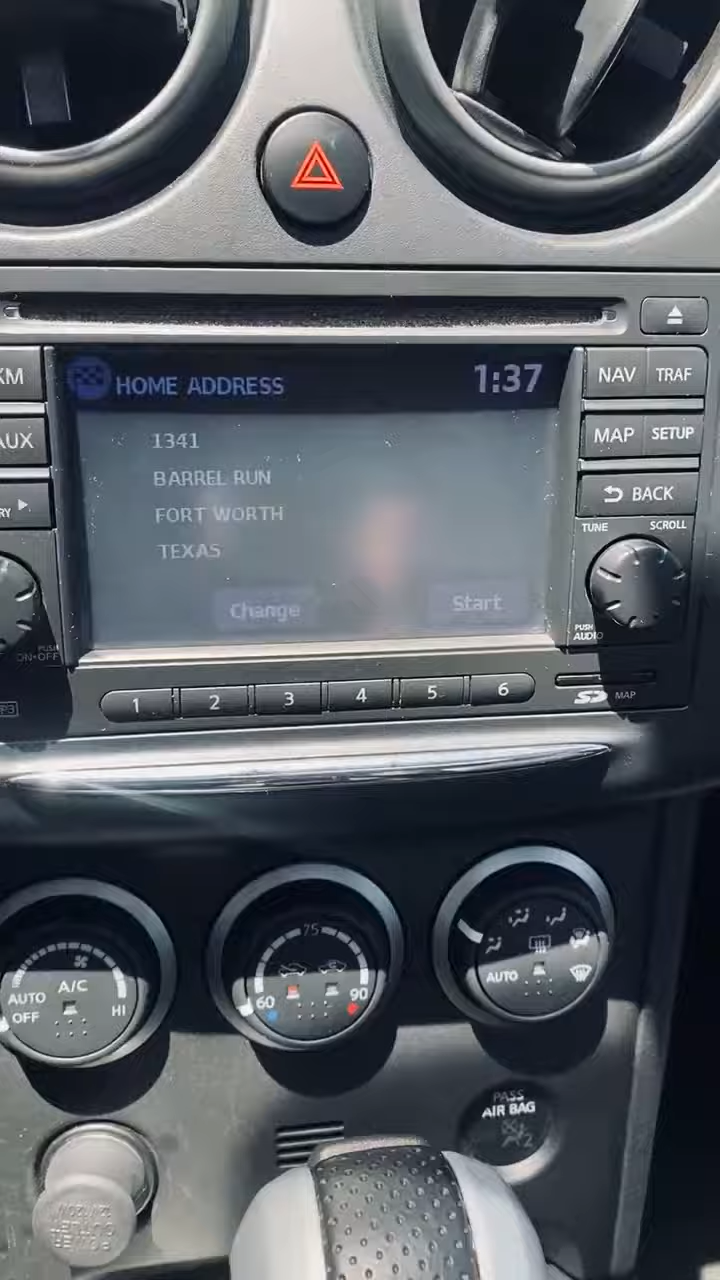 HOME ADDRESS 1:37
1341
BARREL RUN
FORT WORTH
TEXAS
Change Start
AUX
NAV TRAF
MAP SETUP
BACK
TUNE SCROLL
PUSH AUDIO
PUSH
ON•OFF
1 2 3 4 5 6
SD MAP
A/C
AUTO
OFF HI
75
60 90
AUTO
PASS
AIR BAG
POWER
OUTLET